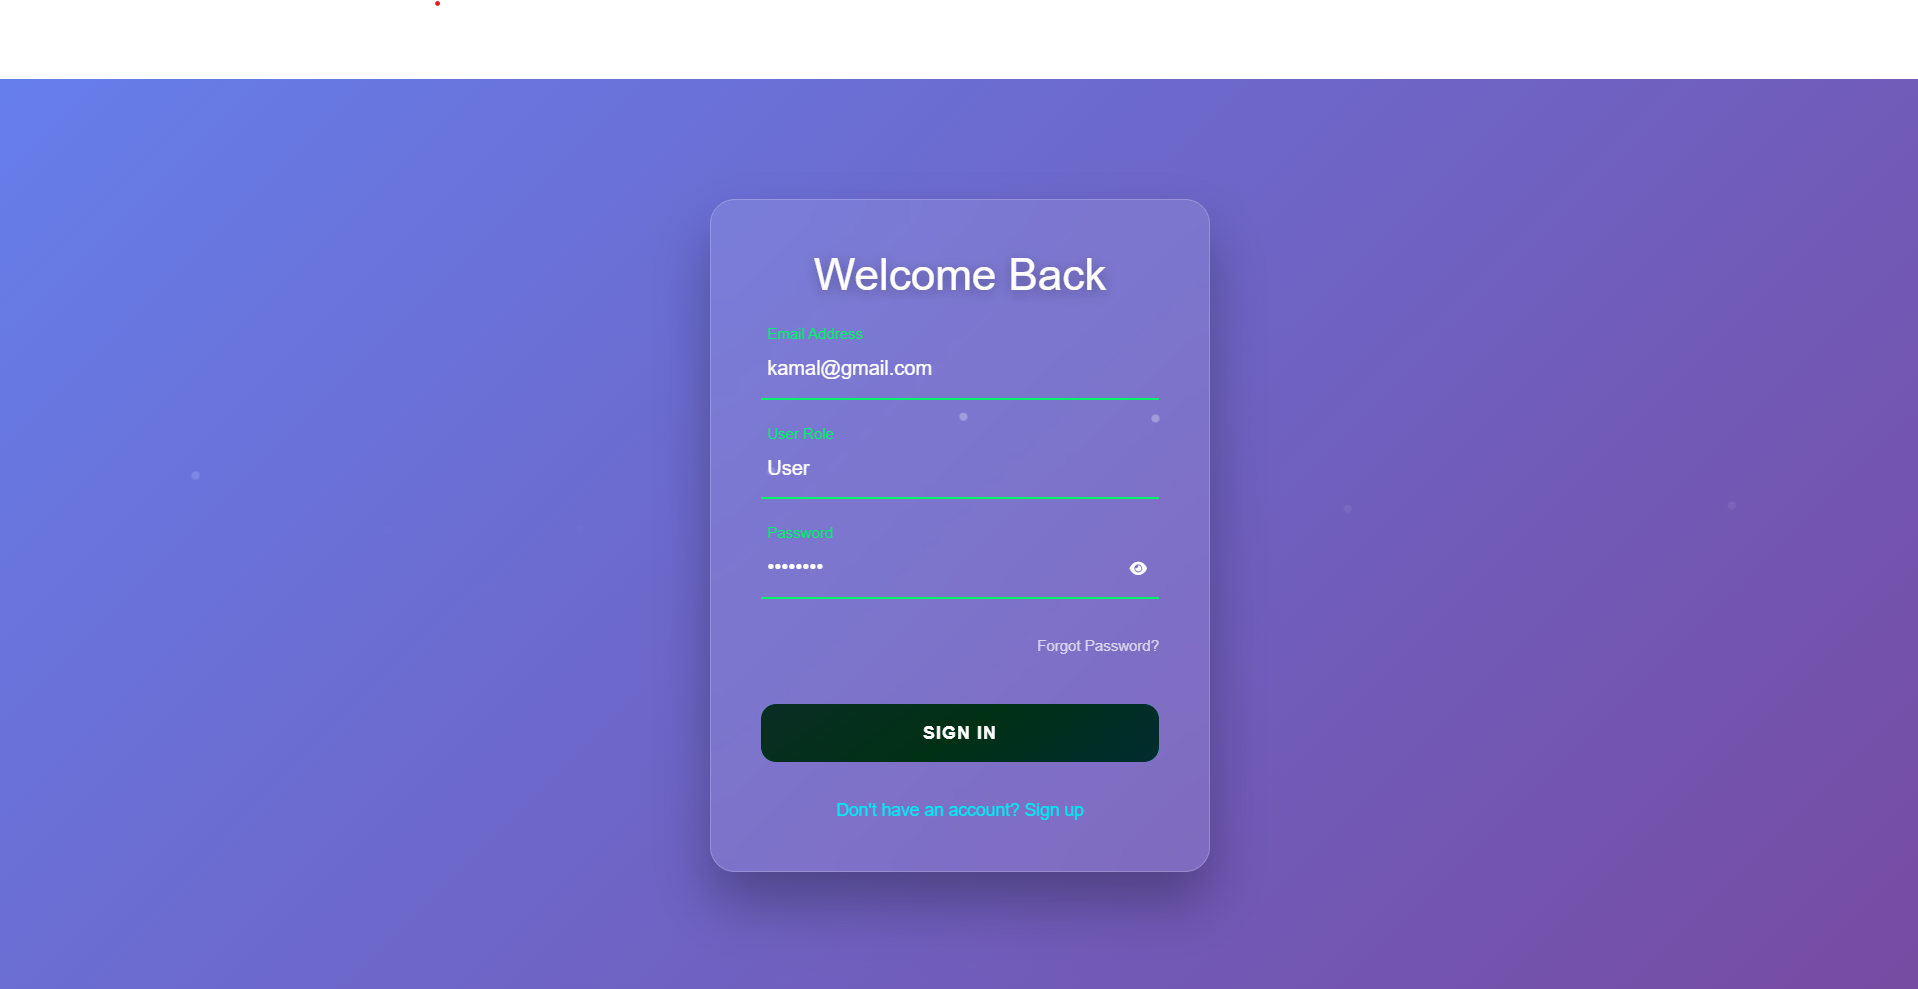 Welcome Back
Email Address
kamal@gmail.com
User Role
User
Password
••••••••
Forgot Password?
SIGN IN
Don't have an account? Sign up